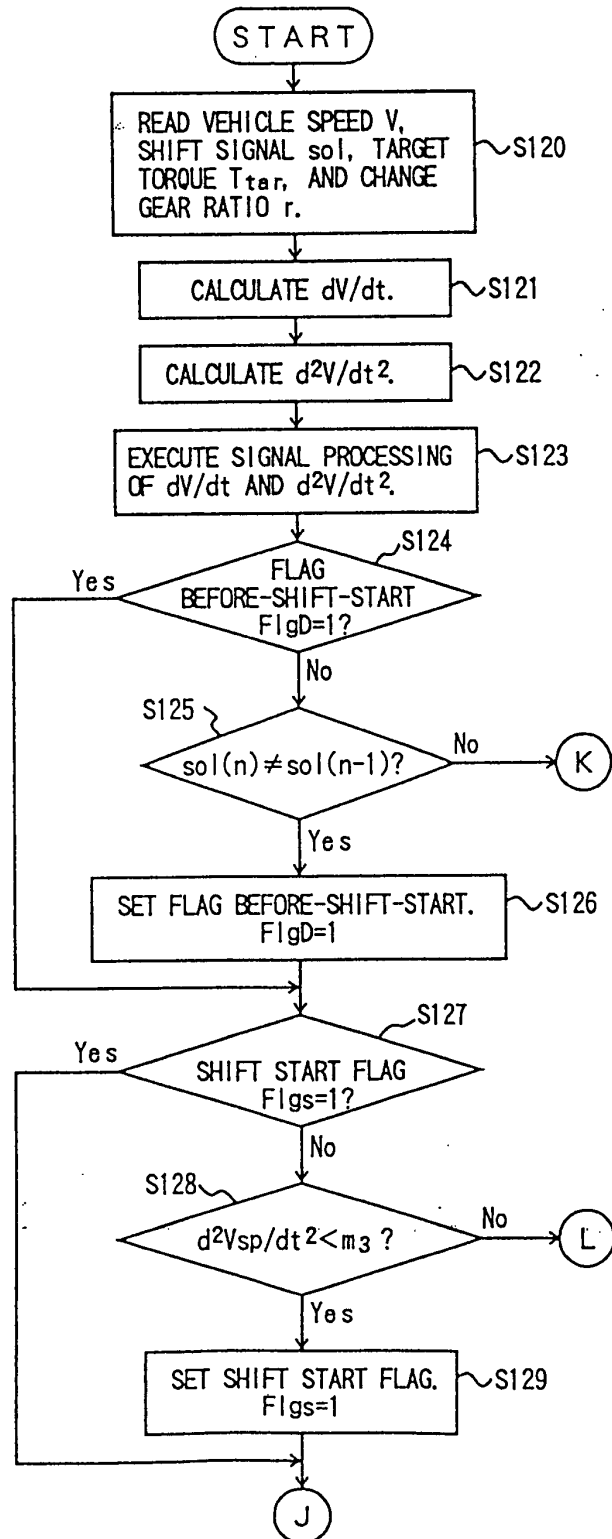 START
READ VEHICLE SPEED V,
SHIFT SIGNAL sol, TARGET
TORQUE Ttar, AND CHANGE
GEAR RATIO r.
S120
CALCULATE dV/dt.
S121
CALCULATE d²V/dt².
S122
EXECUTE SIGNAL PROCESSING
OF dV/dt AND d²V/dt².
S123
S124
FLAG
BEFORE-SHIFT-START
FlgD=1?
Yes
No
S125
sol(n)≠sol(n-1)?
No
K
Yes
SET FLAG BEFORE-SHIFT-START.
FlgD=1
S126
S127
SHIFT START FLAG
Flgs=1?
Yes
No
S128
d²Vsp/dt²<m₃ ?
No
L
Yes
SET SHIFT START FLAG.
Flgs=1
S129
J